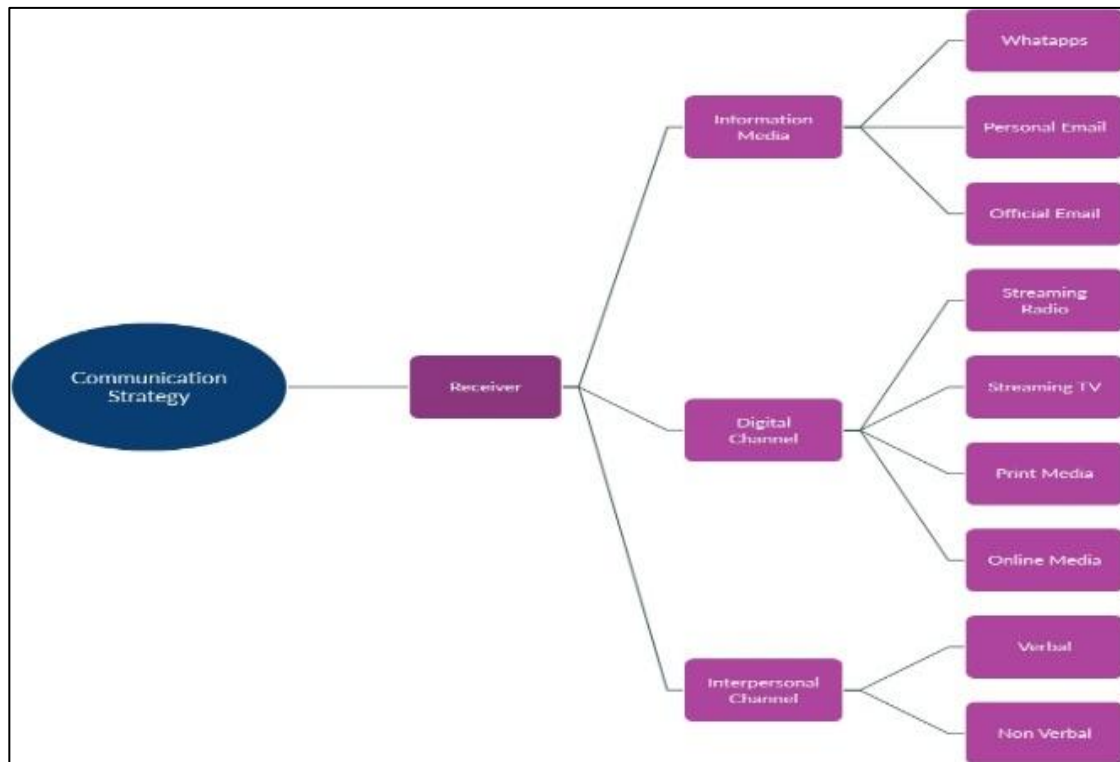 Communication
Strategy
Receiver
Information
Media
Whatapps
Personal Email
Official Email
Digital
Channel
Streaming
Radio
Streaming TV
Print Media
Online Media
Interpersonal
Channel
Verbal
Non Verbal